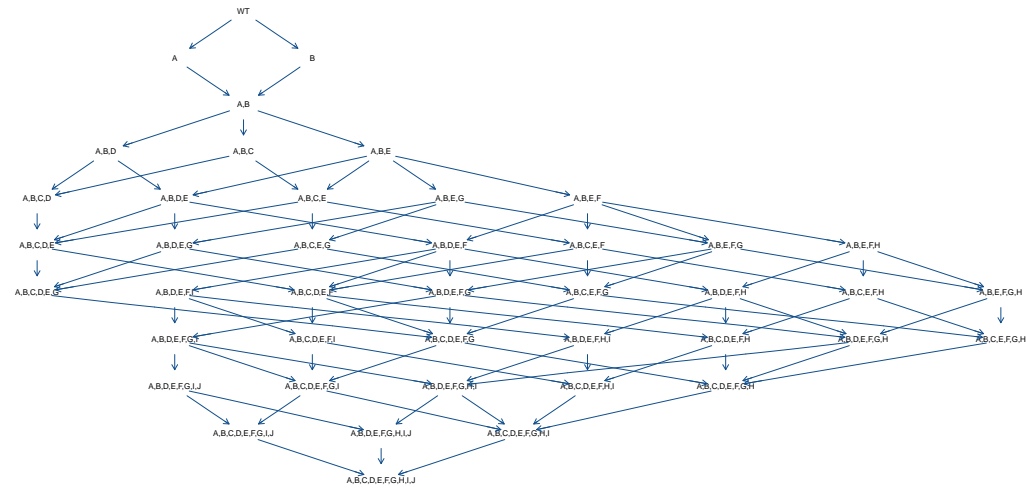 WT
A
B
A,B
A,B,D
A,B,C
A,B,E
A,B,C,D
A,B,D,E
A,B,C,E
A,B,E,G
A,B,E,F
A,B,C,D,E
A,B,D,E,G
A,B,C,E,G
A,B,D,E,F
A,B,C,E,F
A,B,E,F,G
A,B,E,F,H
A,B,C,D,E,G
A,B,D,E,F,I
A,B,C,D,E,F
A,B,D,E,F,G
A,B,C,E,F,G
A,B,D,E,F,H
A,B,C,E,F,H
A,B,E,F,G,H
A,B,D,E,F,G,I
A,B,C,D,E,F,I
A,B,C,D,E,F,G
A,B,D,E,F,H,I
A,B,C,D,E,F,H
A,B,D,E,F,G,H
A,B,C,E,F,G,H
A,B,D,E,F,G,I,J
A,B,C,D,E,F,G,I
A,B,D,E,F,G,H,I
A,B,C,D,E,F,H,I
A,B,C,D,E,F,G,H
A,B,C,D,E,F,G,I,J
A,B,D,E,F,G,H,I,J
A,B,C,D,E,F,G,H,I
A,B,C,D,E,F,G,H,I,J